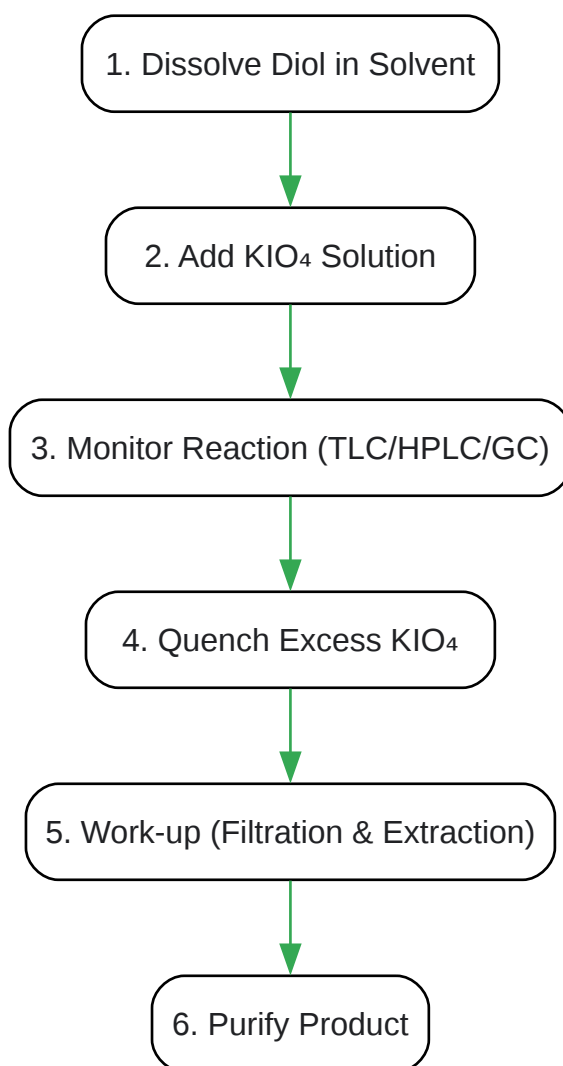 1. Dissolve Diol in Solvent
2. Add KIO₄ Solution
3. Monitor Reaction (TLC/HPLC/GC)
4. Quench Excess KIO₄
5. Work-up (Filtration & Extraction)
6. Purify Product